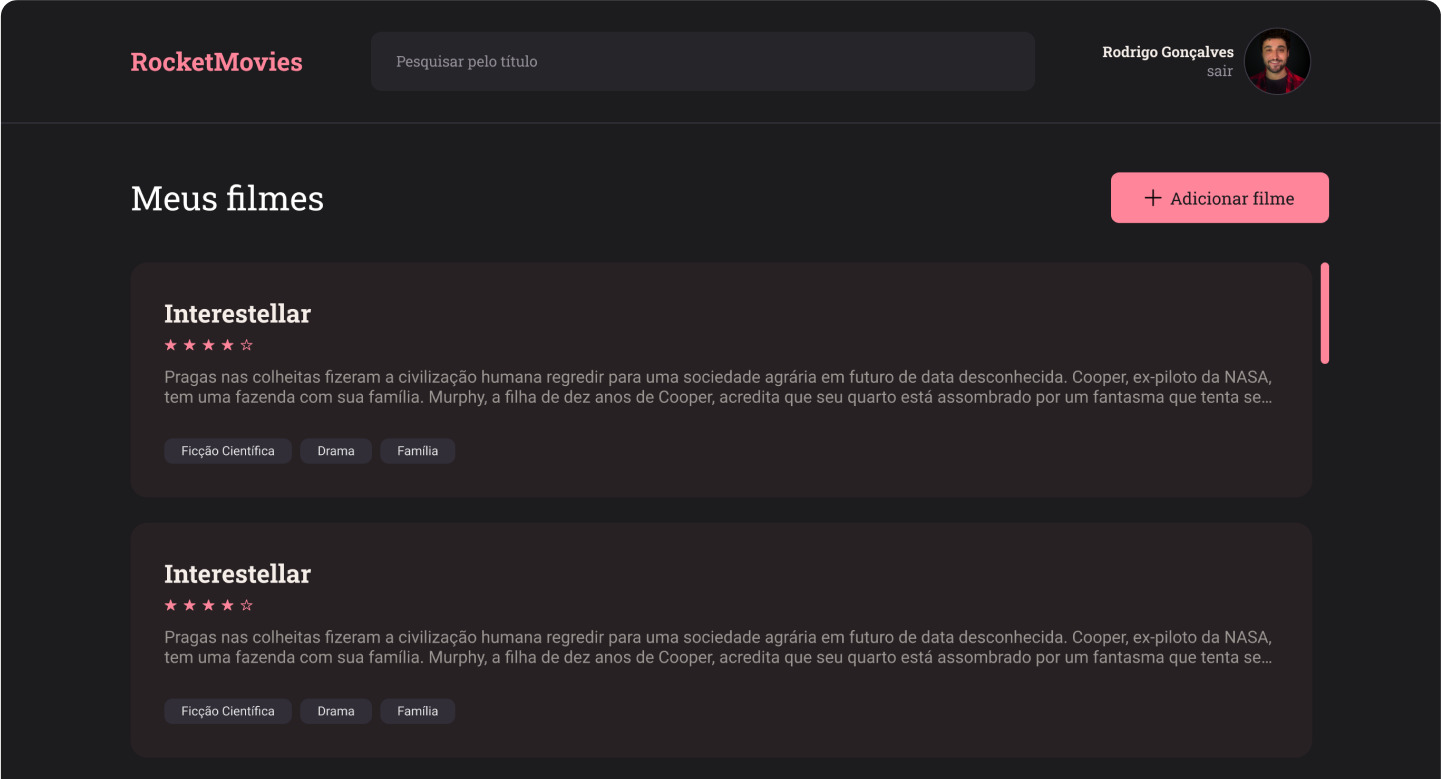 RocketMovies
Pesquisar pelo título
Rodrigo Gonçalves
sair
Meus filmes
Adicionar filme
Interestellar
Pragas nas colheitas fizeram a civilização humana regredir para uma sociedade agrária em futuro de data desconhecida. Cooper, ex-piloto da NASA,
tem uma fazenda com sua família. Murphy, a filha de dez anos de Cooper, acredita que seu quarto está assombrado por um fantasma que tenta se...
Ficção Científica Drama Família
Interestellar
Pragas nas colheitas fizeram a civilização humana regredir para uma sociedade agrária em futuro de data desconhecida. Cooper, ex-piloto da NASA,
tem uma fazenda com sua família. Murphy, a filha de dez anos de Cooper, acredita que seu quarto está assombrado por um fantasma que tenta se...
Ficção Científica Drama Família